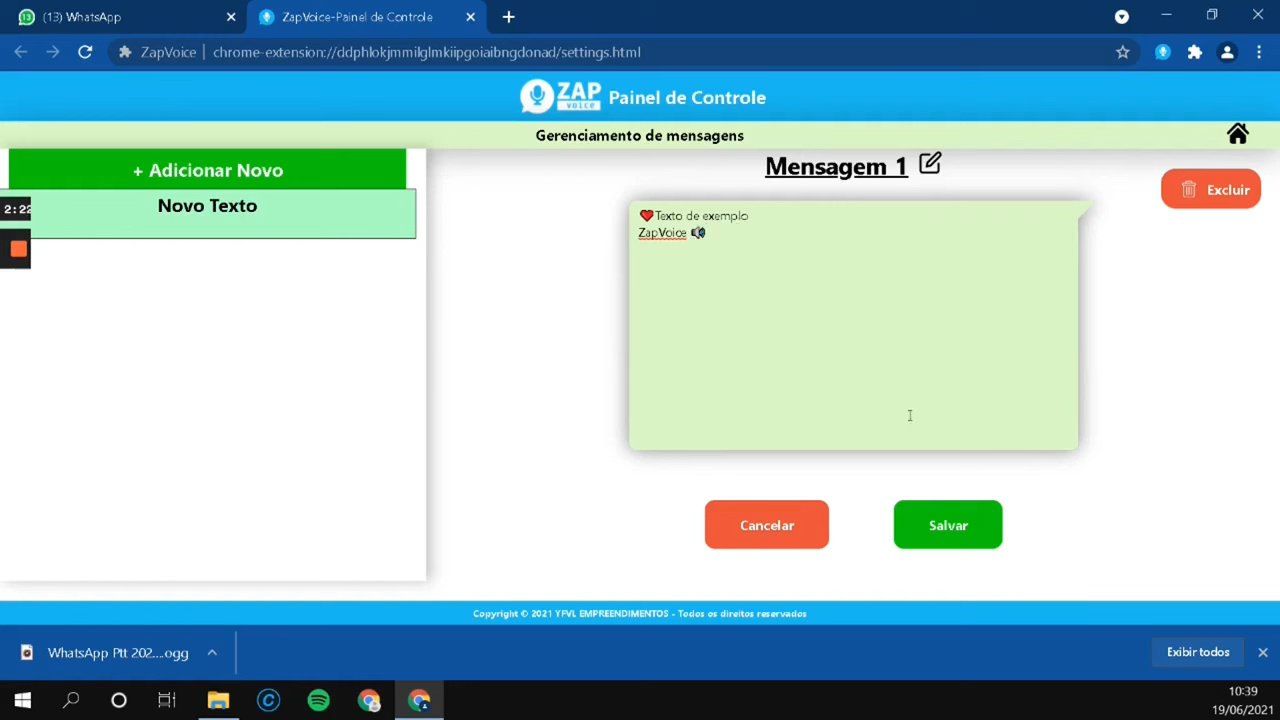 (13) WhatsApp
ZapVoice-Painel de Controle
ZapVoice
chrome-extension://ddphlokjmmilglmkiipgoiaibngdonad/settings.html
ZAP
voice
Painel de Controle
Gerenciamento de mensagens
+ Adicionar Novo
Mensagem 1
Excluir
Novo Texto
2:22
❤️Texto de exemplo
ZapVoice 🔊
Cancelar
Salvar
Copyright © 2021 YFVL EMPREENDIMENTOS - Todos os direitos reservados
WhatsApp Ptt 202....ogg
Exibir todos
10:39
19/06/2021